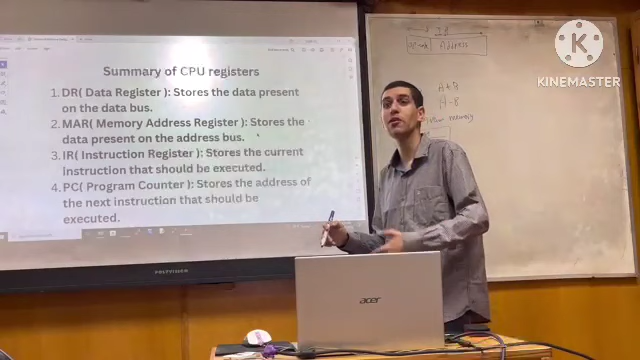 Summary of CPU registers
1. DR( Data Register ): Stores the data present
on the data bus.
2. MAR( Memory Address Register ): Stores the
data present on the address bus.
3. IR( Instruction Register ): Stores the current
instruction that should be executed.
4. PC( Program Counter ): Stores the address of
the next instruction that should be
executed.
POLYVISION
Address
memory
acer
K
KINEMASTER